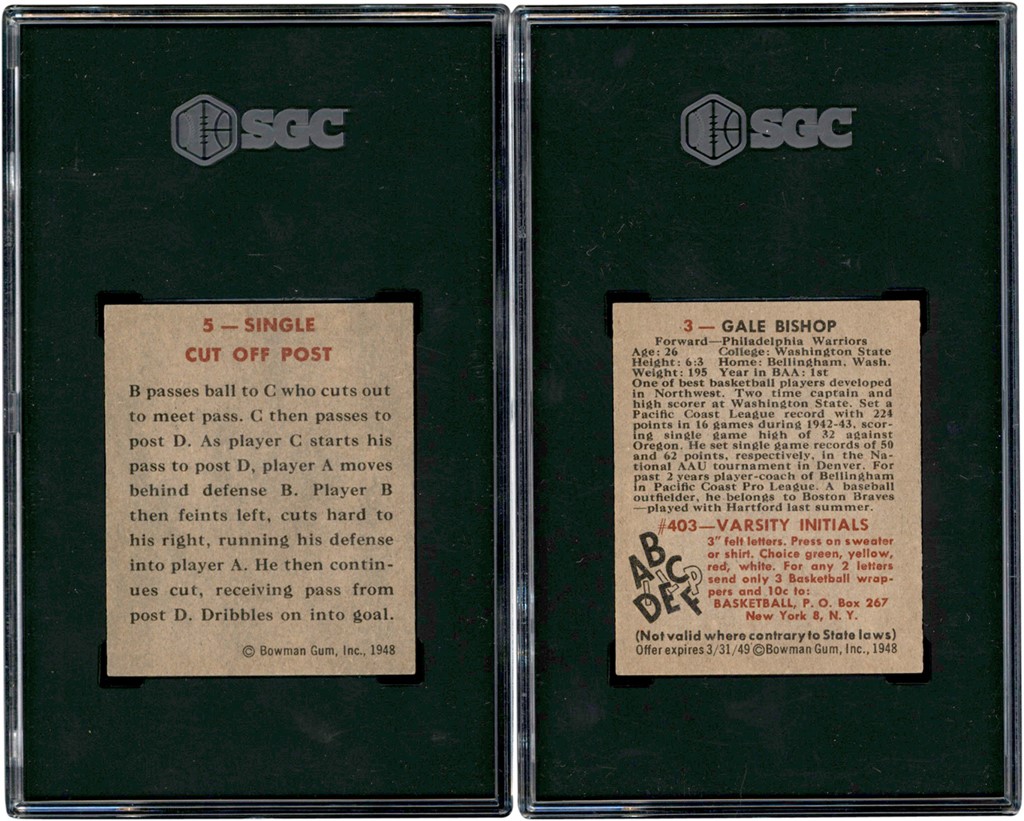 SGC
5 — SINGLE
CUT OFF POST
B passes ball to C who cuts out
to meet pass. C then passes to
post D. As player C starts his
pass to post D, player A moves
behind defense B. Player B
then feints left, cuts hard to
his right, running his defense
into player A. He then contin-
ues cut, receiving pass from
post D. Dribbles on into goal.
© Bowman Gum, Inc., 1948
SGC
3 — GALE BISHOP
Forward—Philadelphia Warriors
Age: 26 College: Washington State
Height: 6:3 Home: Bellingham, Wash.
Weight: 195 Year in BAA: 1st
One of best basketball players developed
in Northwest. Two time captain and
high scorer at Washington State. Set a
Pacific Coast League record with 224
points in 16 games during 1942-43, scor-
ing single game high of 32 against
Oregon. He set single game records of 50
and 62 points, respectively, in the Na-
tional AAU tournament in Denver. For
past 2 years player-coach of Bellingham
in Pacific Coast Pro League. A baseball
outfielder, he belongs to Boston Braves
—played with Hartford last summer.
#403—VARSITY INITIALS
3" felt letters. Press on sweater
or shirt. Choice green, yellow,
red, white. For any 2 letters
send only 3 Basketball wrap-
pers and 10c to:
BASKETBALL, P. O. Box 267
New York 8, N. Y.
ABC
DEF
(Not valid where contrary to State laws)
Offer expires 3/31/49 ©Bowman Gum, Inc., 1948